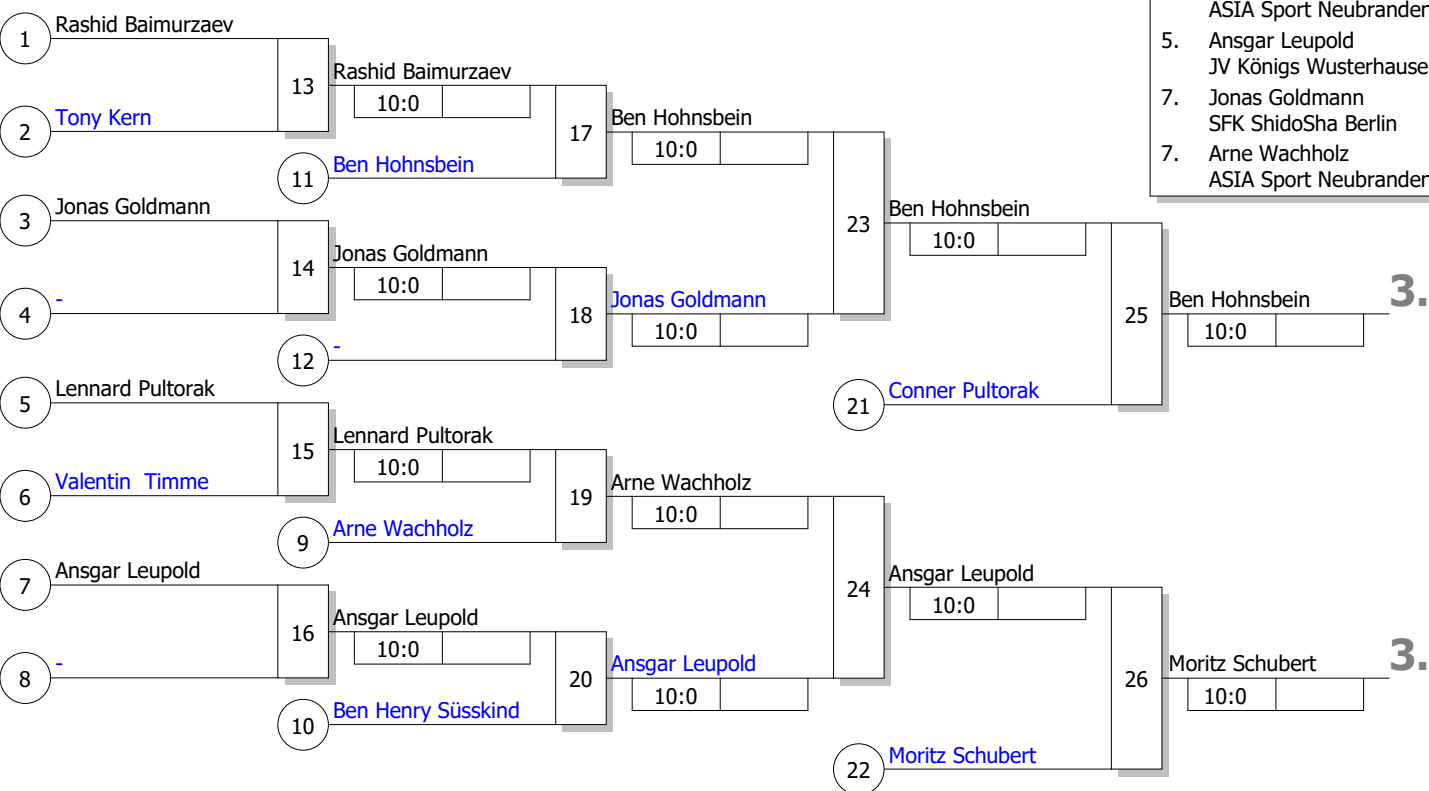 ASIA Sport Neubranden
5. Ansgar Leupold
JV Königs Wusterhause
7. Jonas Goldmann
SFK ShidoSha Berlin
7. Arne Wachholz
ASIA Sport Neubranden
1 Rashid Baimurzaev
13 Rashid Baimurzaev
10:0
2 Tony Kern
17 Ben Hohnsbein
10:0
11 Ben Hohnsbein
3 Jonas Goldmann
23 Ben Hohnsbein
10:0
14 Jonas Goldmann
10:0
4 -
18 Jonas Goldmann
10:0
12 -
25 Ben Hohnsbein 3.
10:0
5 Lennard Pultorak
21 Conner Pultorak
15 Lennard Pultorak
10:0
6 Valentin  Timme
19 Arne Wachholz
10:0
9 Arne Wachholz
7 Ansgar Leupold
24 Ansgar Leupold
10:0
16 Ansgar Leupold
10:0
8 -
20 Ansgar Leupold
10:0
26 Moritz Schubert 3.
10:0
10 Ben Henry Süsskind
22 Moritz Schubert